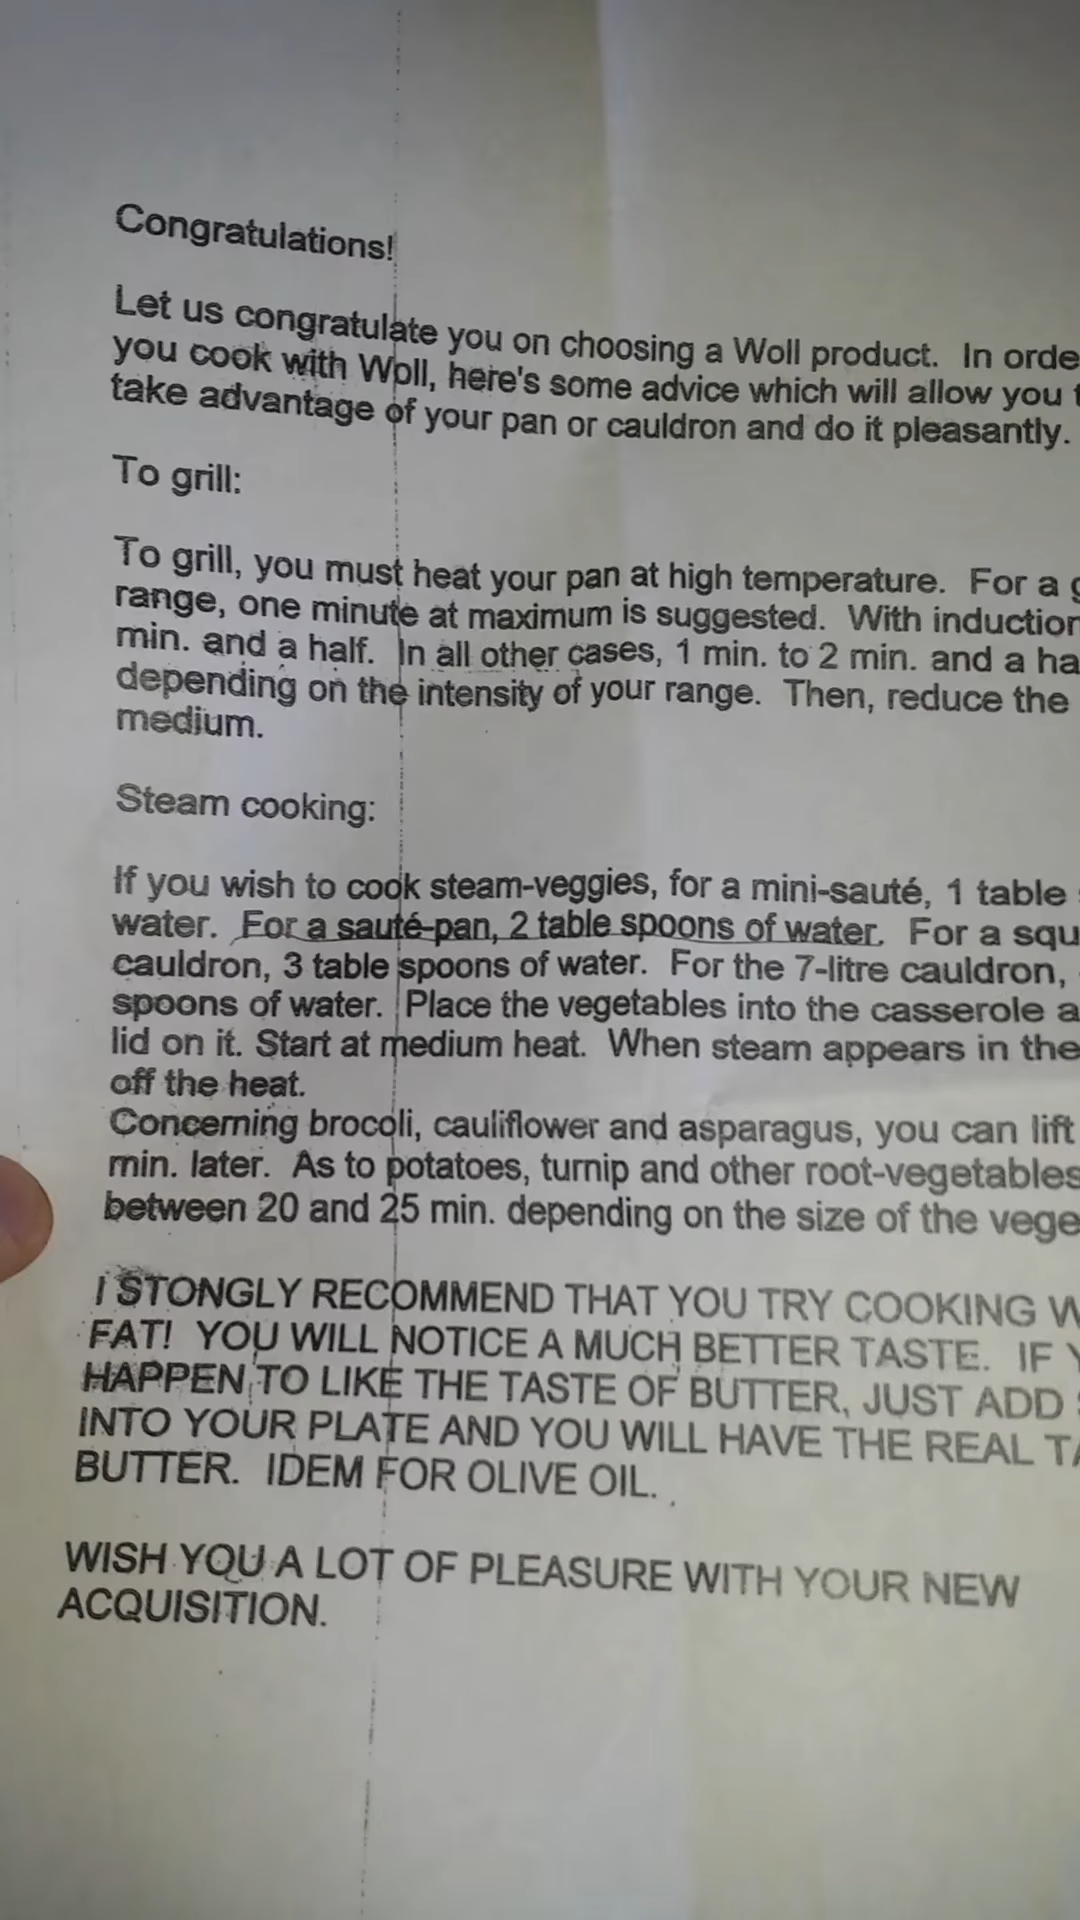 Congratulations!
Let us congratulate you on choosing a Woll product. In orde
you cook with Woll, here's some advice which will allow you t
take advantage of your pan or cauldron and do it pleasantly.
To grill:
To grill, you must heat your pan at high temperature. For a g
range, one minute at maximum is suggested. With induction
min. and a half. In all other cases, 1 min. to 2 min. and a ha
depending on the intensity of your range. Then, reduce the
medium.
Steam cooking:
If you wish to cook steam-veggies, for a mini-sauté, 1 table
water. For a sauté-pan, 2 table spoons of water. For a squ
cauldron, 3 table spoons of water. For the 7-litre cauldron,
spoons of water. Place the vegetables into the casserole a
lid on it. Start at medium heat. When steam appears in the
off the heat.
Concerning brocoli, cauliflower and asparagus, you can lift
min. later. As to potatoes, turnip and other root-vegetables
between 20 and 25 min. depending on the size of the vege
I STONGLY RECOMMEND THAT YOU TRY COOKING W
FAT! YOU WILL NOTICE A MUCH BETTER TASTE. IF Y
HAPPEN TO LIKE THE TASTE OF BUTTER, JUST ADD
INTO YOUR PLATE AND YOU WILL HAVE THE REAL TA
BUTTER. IDEM FOR OLIVE OIL.
WISH YOU A LOT OF PLEASURE WITH YOUR NEW
ACQUISITION.